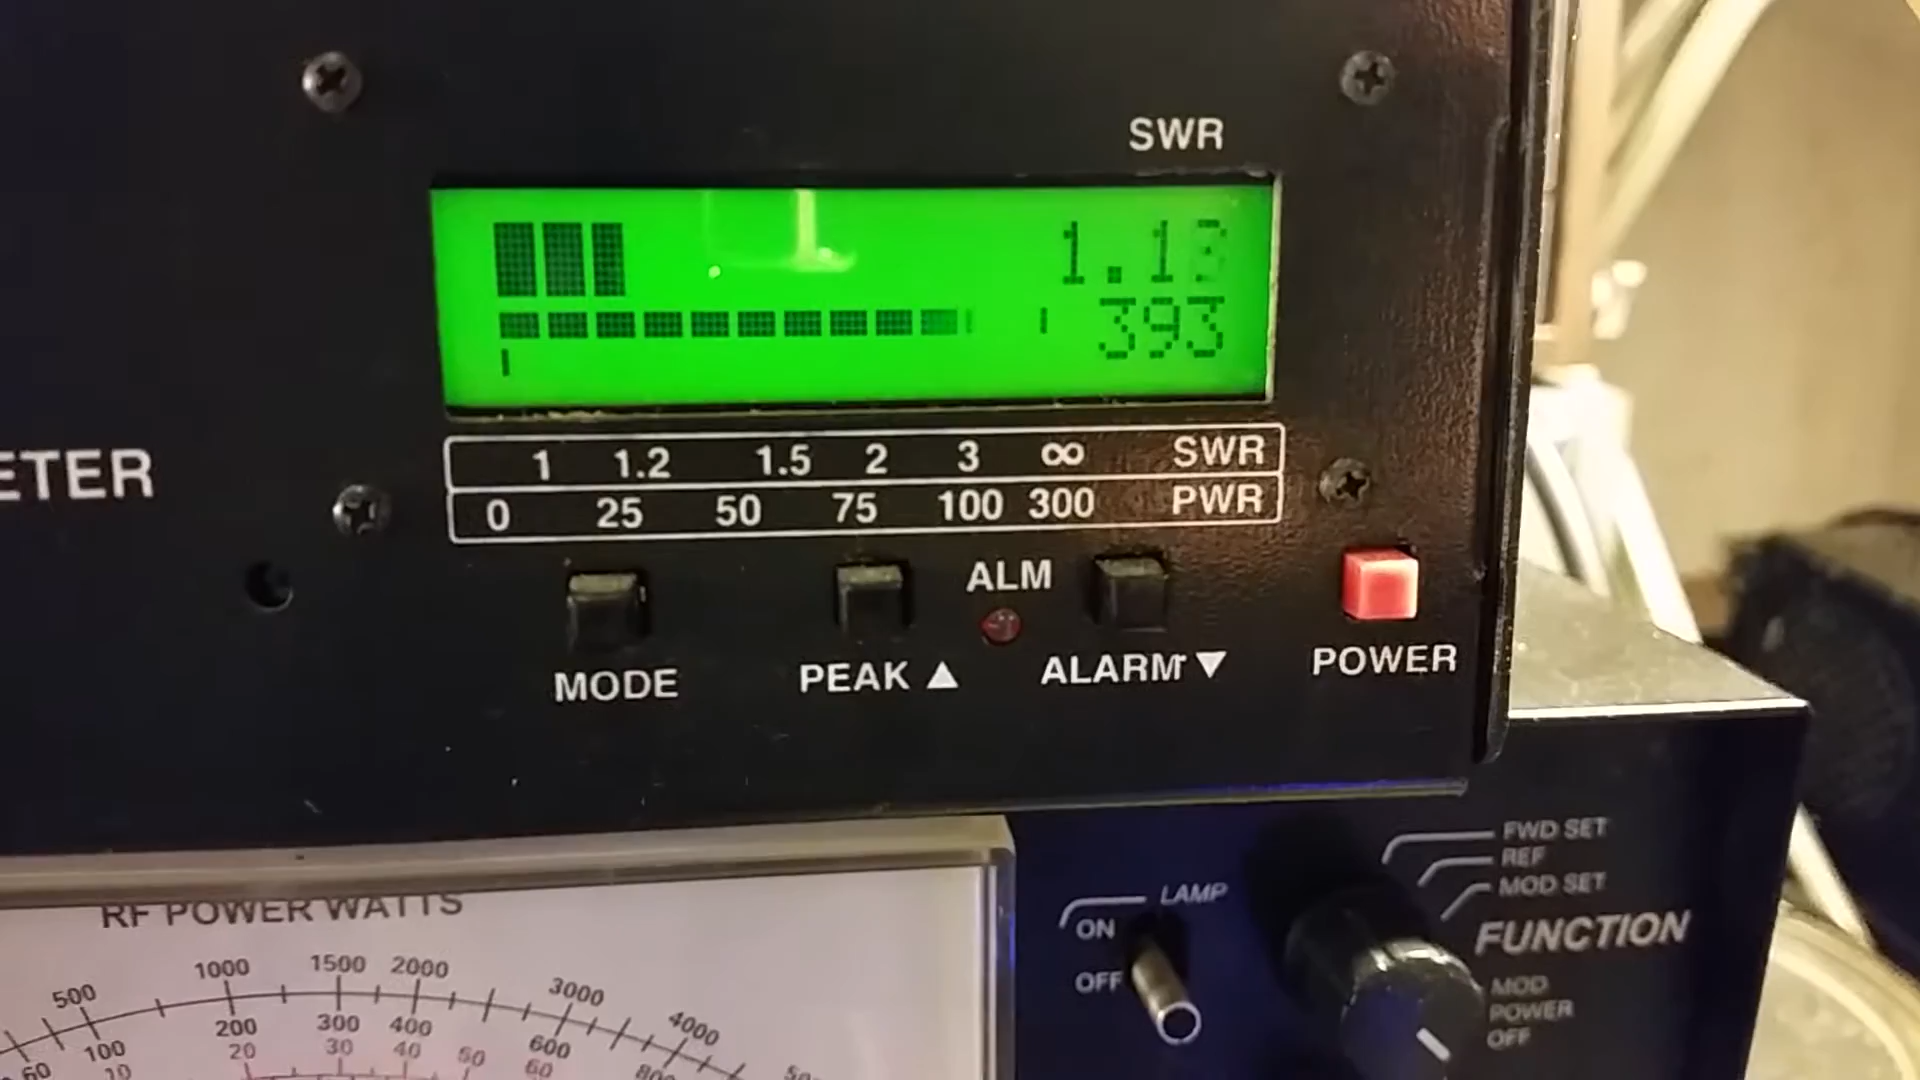 SWR
1.13
393
ETER
1 1.2 1.5 2 3 ∞ SWR
0 25 50 75 100 300 PWR
ALM
MODE PEAK ▲ ALARM ▼ POWER
RF POWER WATTS
500 1000 1500 2000 3000 4000
100 200 300 400 600
10 20 30 40 50 60
LAMP
ON
OFF
FWD SET
REF
MOD SET
FUNCTION
MOD
POWER
OFF